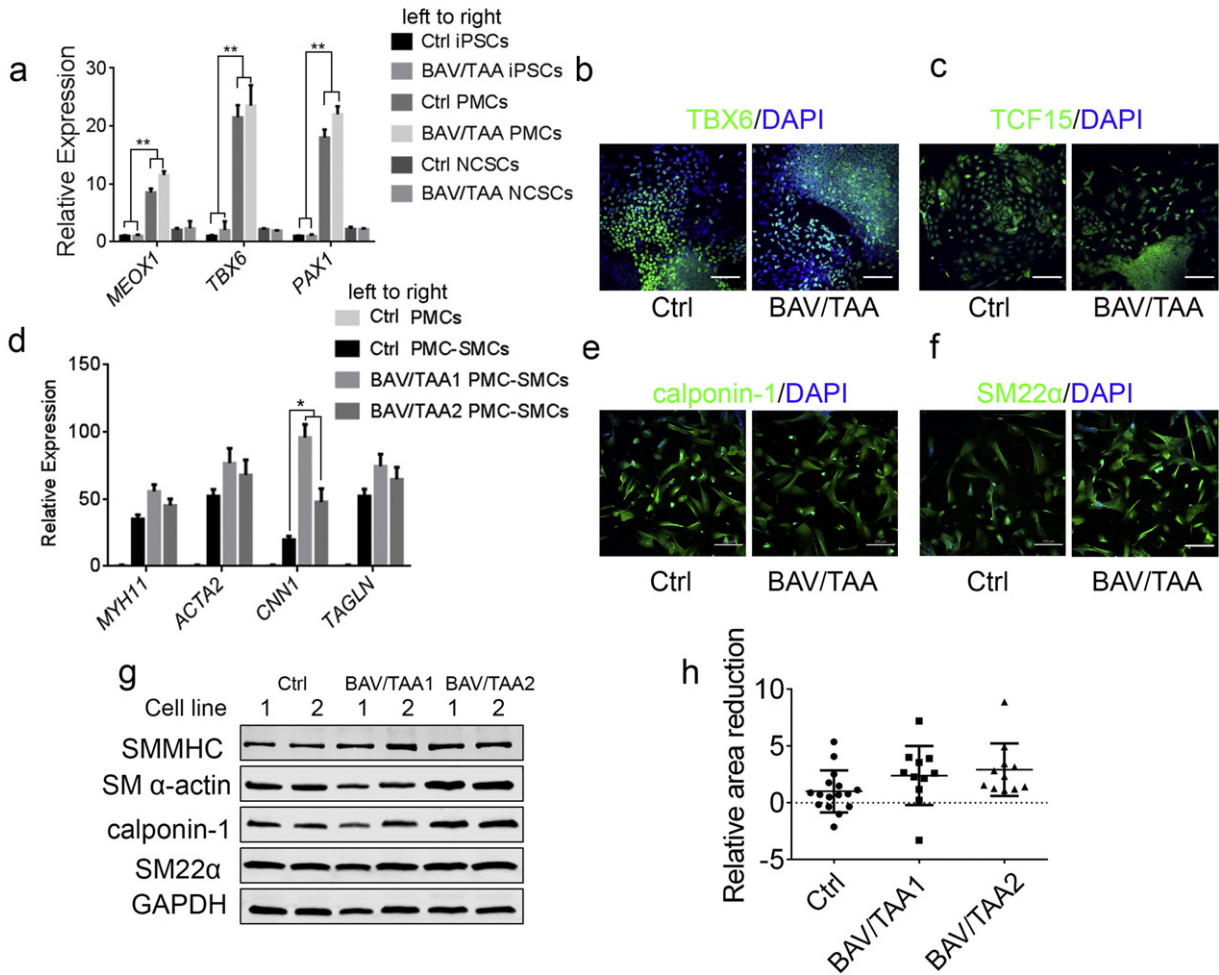 left to right
Ctrl iPSCs
BAV/TAA iPSCs
Ctrl PMCs
BAV/TAA PMCs
Ctrl NCSCs
BAV/TAA NCSCs
a
Relative Expression
30
20
10
0
**
**
**
MEOX1
TBX6
PAX1
b
TBX6/DAPI
Ctrl
BAV/TAA
c
TCF15/DAPI
Ctrl
BAV/TAA
left to right
Ctrl PMCs
Ctrl PMC-SMCs
BAV/TAA1 PMC-SMCs
BAV/TAA2 PMC-SMCs
d
Relative Expression
150
100
50
0
*
MYH11
ACTA2
CNN1
TAGLN
e
calponin-1/DAPI
Ctrl
BAV/TAA
f
SM22α/DAPI
Ctrl
BAV/TAA
g
Ctrl BAV/TAA1 BAV/TAA2
Cell line 1 2 1 2 1 2
SMMHC
SM α-actin
calponin-1
SM22α
GAPDH
h
Relative area reduction
10
5
0
-5
Ctrl
BAV/TAA1
BAV/TAA2